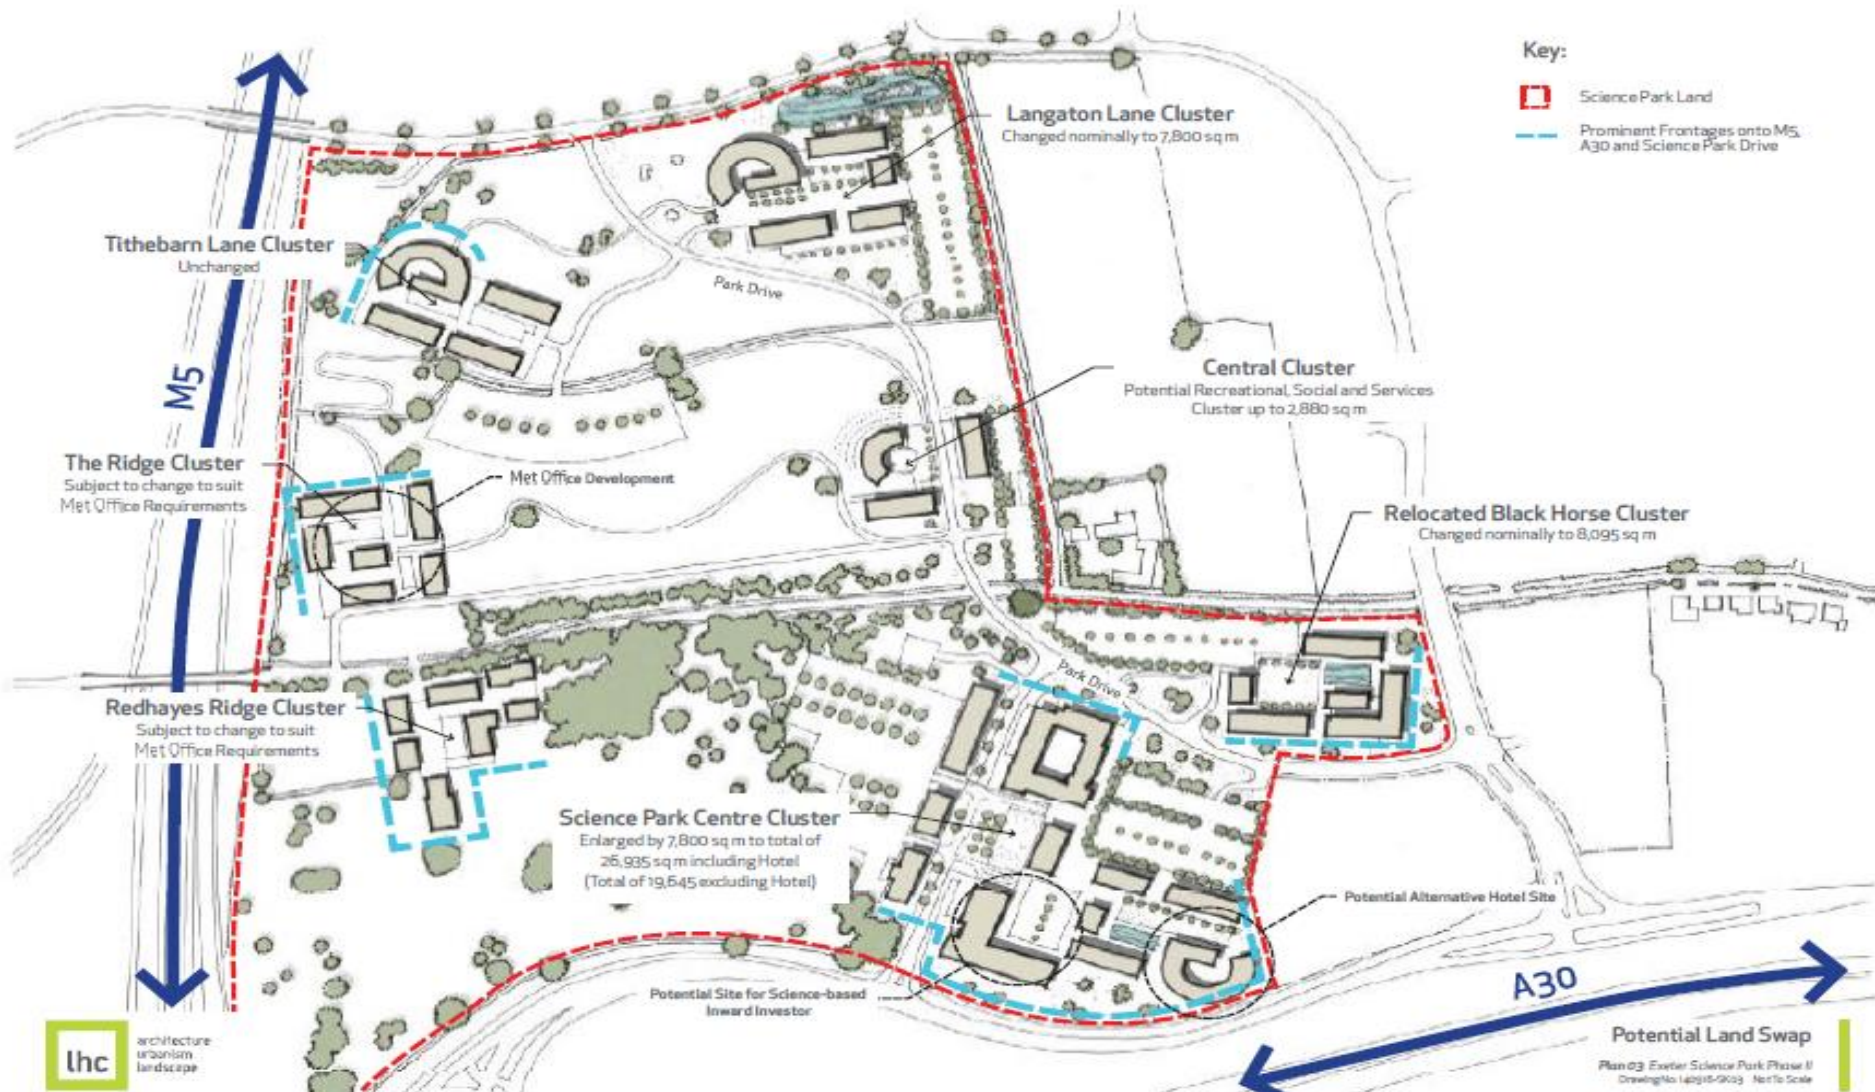 Key:
Science Park Land
Prominent Frontages onto M5,
A30 and Science Park Drive
Langaton Lane Cluster
Changed nominally to 7,800 sq m
Tithebarn Lane Cluster
Unchanged
Park Drive
M5
Central Cluster
Potential Recreational, Social and Services
Cluster up to 2,880 sq m
The Ridge Cluster
Subject to change to suit
Met Office Requirements
Met Office Development
Relocated Black Horse Cluster
Changed nominally to 8,095 sq m
Park Drive
Redhayes Ridge Cluster
Subject to change to suit
Met Office Requirements
Science Park Centre Cluster
Enlarged by 7,800 sq m to total of
26,935 sq m including Hotel
(Total of 19,645 excluding Hotel)
Potential Alternative Hotel Site
Potential Site for Science-based
Inward Investor
A30
lhc
architecture
urbanism
landscape
Potential Land Swap
Plan 03 Exeter Science Park Phase II
Drawing No: Not To Scale